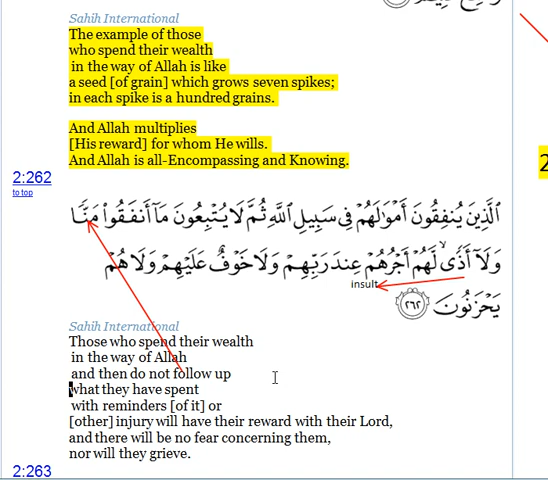 Sahih International
The example of those
who spend their wealth
in the way of Allah is like
a seed [of grain] which grows seven spikes;
in each spike is a hundred grains.
And Allah multiplies
[His reward] for whom He wills.
And Allah is all-Encompassing and Knowing.
2:262
to top
ٱلَّذِينَ يُنفِقُونَ أَمْوَٰلَهُمْ فِى سَبِيلِ ٱللَّهِ ثُمَّ لَا يُتْبِعُونَ مَآ أَنفَقُوا۟ مَنًّا
وَلَآ أَذًى ۙ لَّهُمْ أَجْرُهُمْ عِندَ رَبِّهِمْ وَلَا خَوْفٌ عَلَيْهِمْ وَلَا هُمْ
insult
يَحْزَنُونَ ٢٦٢
Sahih International
Those who spend their wealth
in the way of Allah
and then do not follow up
what they have spent
with reminders [of it] or
[other] injury will have their reward with their Lord,
and there will be no fear concerning them,
nor will they grieve.
2:263